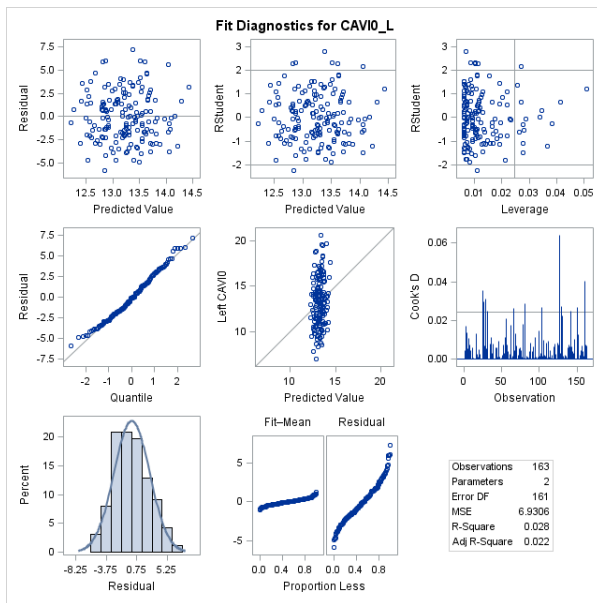 Fit Diagnostics for CAVI0_L
Residual
7.5
5.0
2.5
0.0
-2.5
-5.0
12.5 13.0 13.5 14.0 14.5
Predicted Value
RStudent
3
2
1
0
-1
-2
12.5 13.0 13.5 14.0 14.5
Predicted Value
RStudent
3
2
1
0
-1
-2
0.01 0.02 0.03 0.04 0.05
Leverage
Residual
7.5
5.0
2.5
0.0
-2.5
-5.0
-7.5
-2 -1 0 1 2
Quantile
Left CAVI0
20
15
10
10 15 20
Predicted Value
Cook's D
0.06
0.04
0.02
0.00
0 50 100 150
Observation
Percent
20
15
10
5
0
-8.25 -3.75 0.75 5.25
Residual
Fit–Mean Residual
5
0
-5
0.0 0.4 0.8 0.0 0.4 0.8
Proportion Less
Observations 163
Parameters 2
Error DF 161
MSE 6.9306
R-Square 0.028
Adj R-Square 0.022